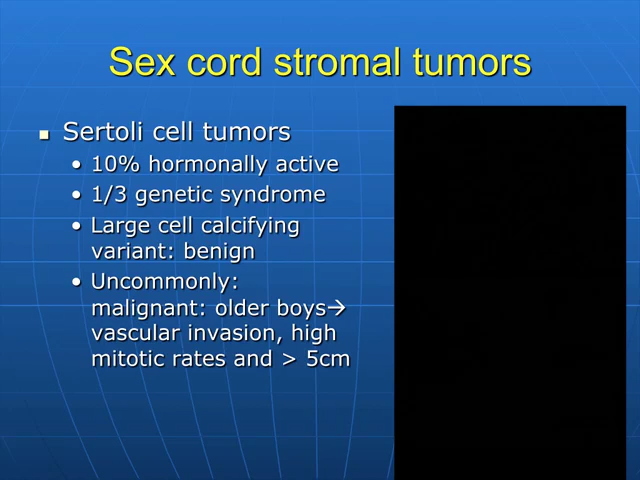 Sex cord stromal tumors
■ Sertoli cell tumors
• 10% hormonally active
• 1/3 genetic syndrome
• Large cell calcifying
variant: benign
• Uncommonly:
malignant: older boys→
vascular invasion, high
mitotic rates and > 5cm